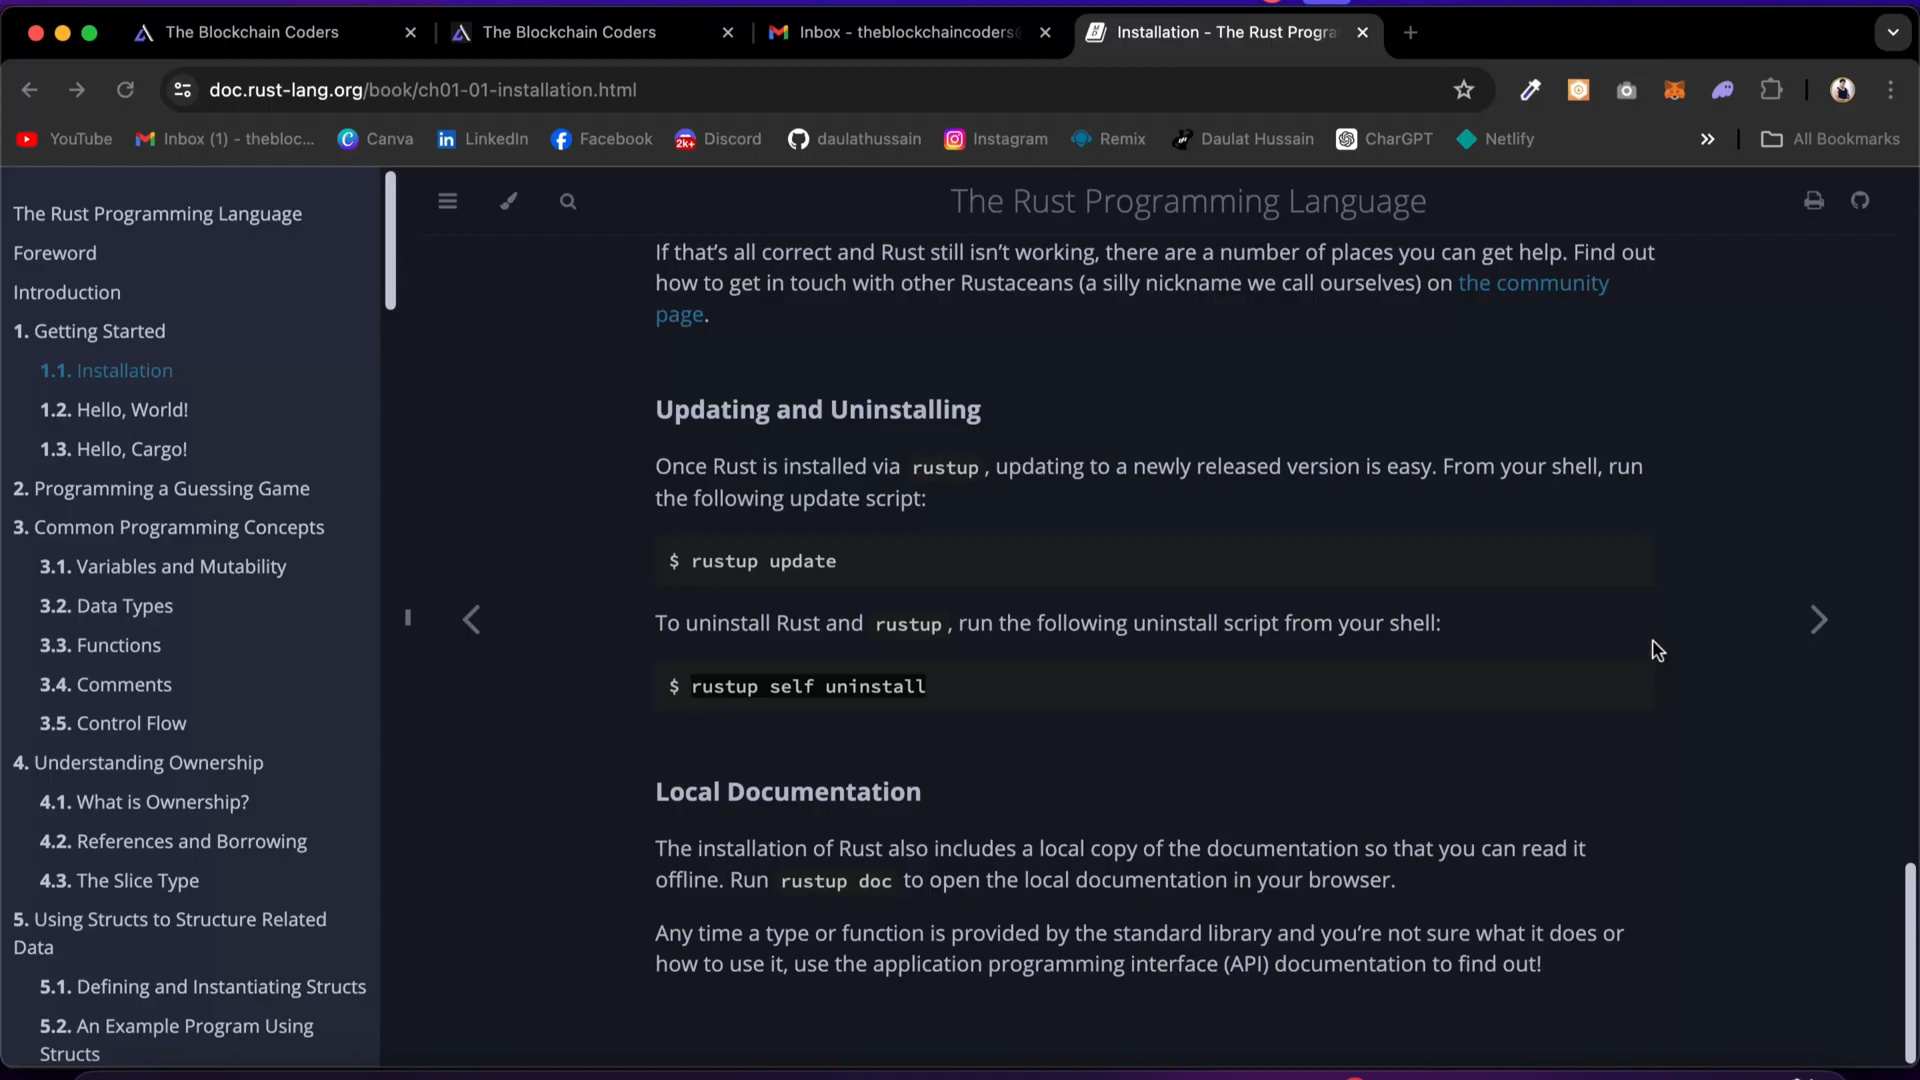 The Blockchain Coders
The Blockchain Coders
Inbox - theblockchaincoders
Installation - The Rust Progra
doc.rust-lang.org/book/ch01-01-installation.html
YouTube
Inbox (1) - thebloc...
Canva
LinkedIn
Facebook
2k+
Discord
daulathussain
Instagram
Remix
Daulat Hussain
CharGPT
Netlify
All Bookmarks
The Rust Programming Language
Foreword
Introduction
1. Getting Started
1.1. Installation
1.2. Hello, World!
1.3. Hello, Cargo!
2. Programming a Guessing Game
3. Common Programming Concepts
3.1. Variables and Mutability
3.2. Data Types
3.3. Functions
3.4. Comments
3.5. Control Flow
4. Understanding Ownership
4.1. What is Ownership?
4.2. References and Borrowing
4.3. The Slice Type
5. Using Structs to Structure Related
Data
5.1. Defining and Instantiating Structs
5.2. An Example Program Using
Structs
The Rust Programming Language
If that’s all correct and Rust still isn’t working, there are a number of places you can get help. Find out
how to get in touch with other Rustaceans (a silly nickname we call ourselves) on the community
page.
Updating and Uninstalling
Once Rust is installed via rustup, updating to a newly released version is easy. From your shell, run
the following update script:
$ rustup update
To uninstall Rust and rustup, run the following uninstall script from your shell:
$ rustup self uninstall
Local Documentation
The installation of Rust also includes a local copy of the documentation so that you can read it
offline. Run rustup doc to open the local documentation in your browser.
Any time a type or function is provided by the standard library and you’re not sure what it does or
how to use it, use the application programming interface (API) documentation to find out!